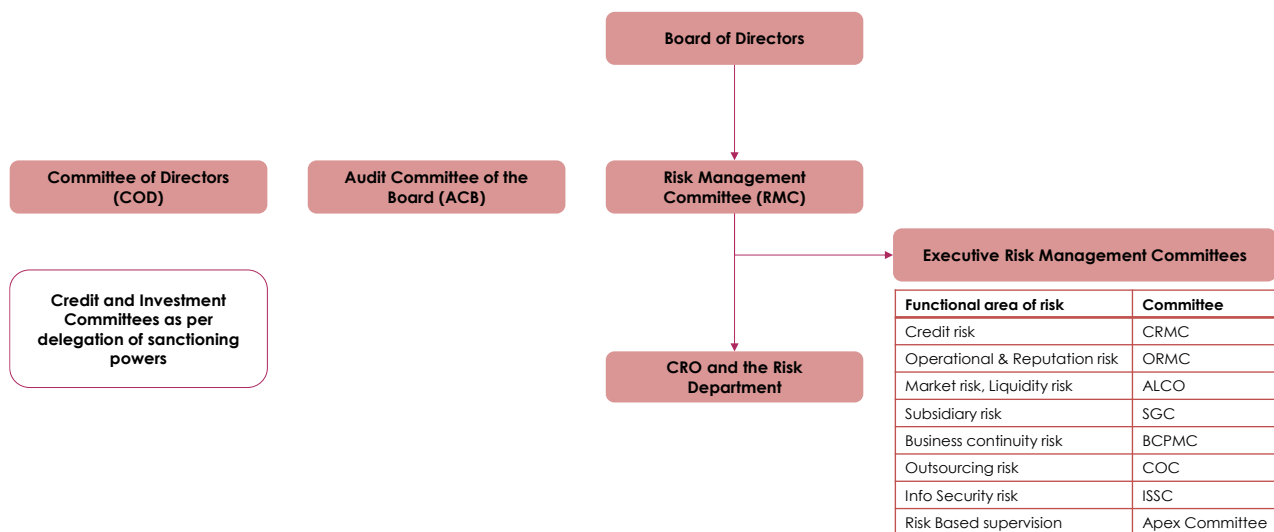 Board of Directors
Committee of Directors
(COD)
Audit Committee of the
Board (ACB)
Risk Management
Committee (RMC)
Executive Risk Management Committees
Credit and Investment
Committees as per
delegation of sanctioning
powers
CRO and the Risk
Department
Functional area of risk Committee
Credit risk CRMC
Operational & Reputation risk ORMC
Market risk, Liquidity risk ALCO
Subsidiary risk SGC
Business continuity risk BCPMC
Outsourcing risk COC
Info Security risk ISSC
Risk Based supervision Apex Committee